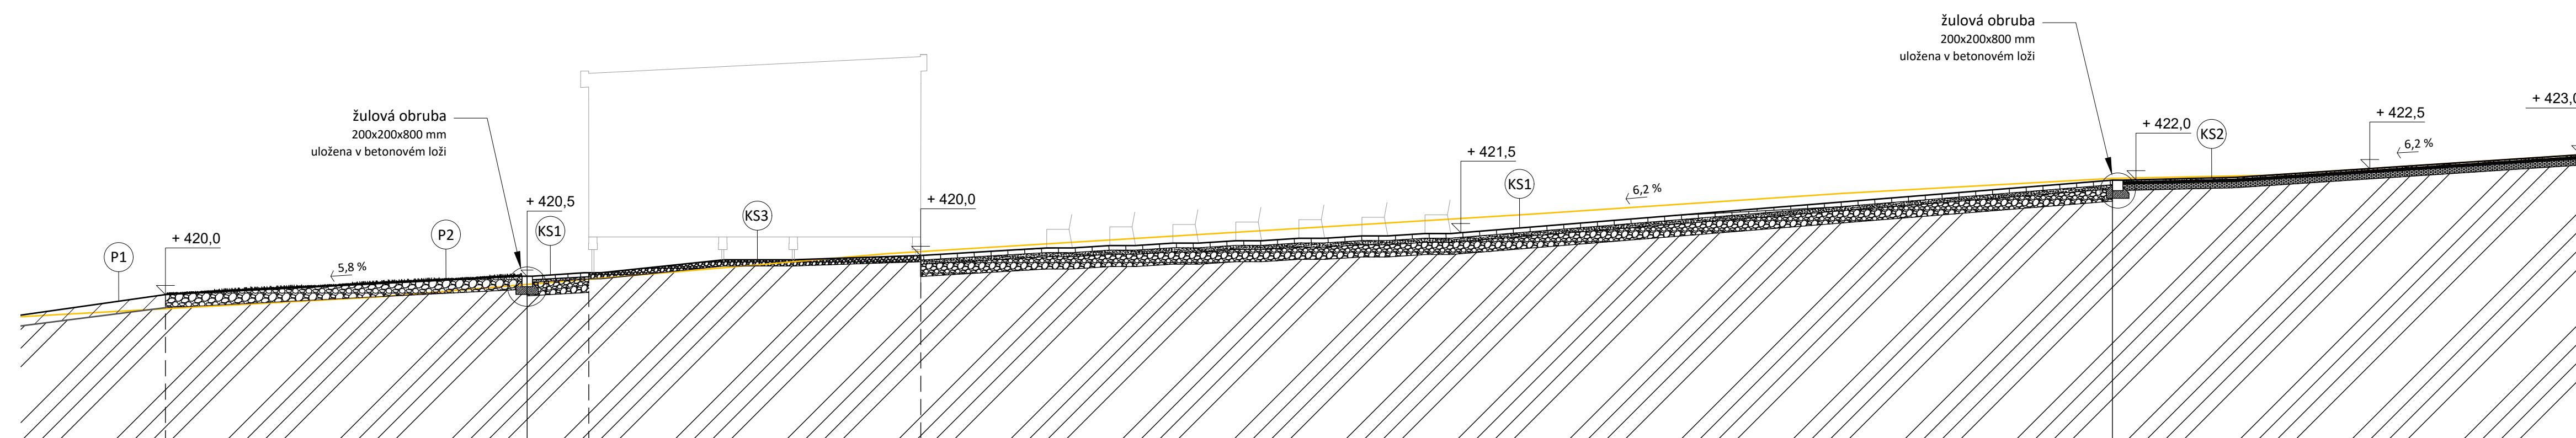 žulová obruba
200x200x800 mm
uložena v betonovém loži
žulová obruba
200x200x800 mm
uložena v betonovém loži
+ 423,0
+ 422,5
+ 422,0
KS2
6,2 %
+ 421,5
KS1
6,2 %
+ 420,0
KS3
+ 420,5
KS1
P2
+ 420,0
P1
5,8 %